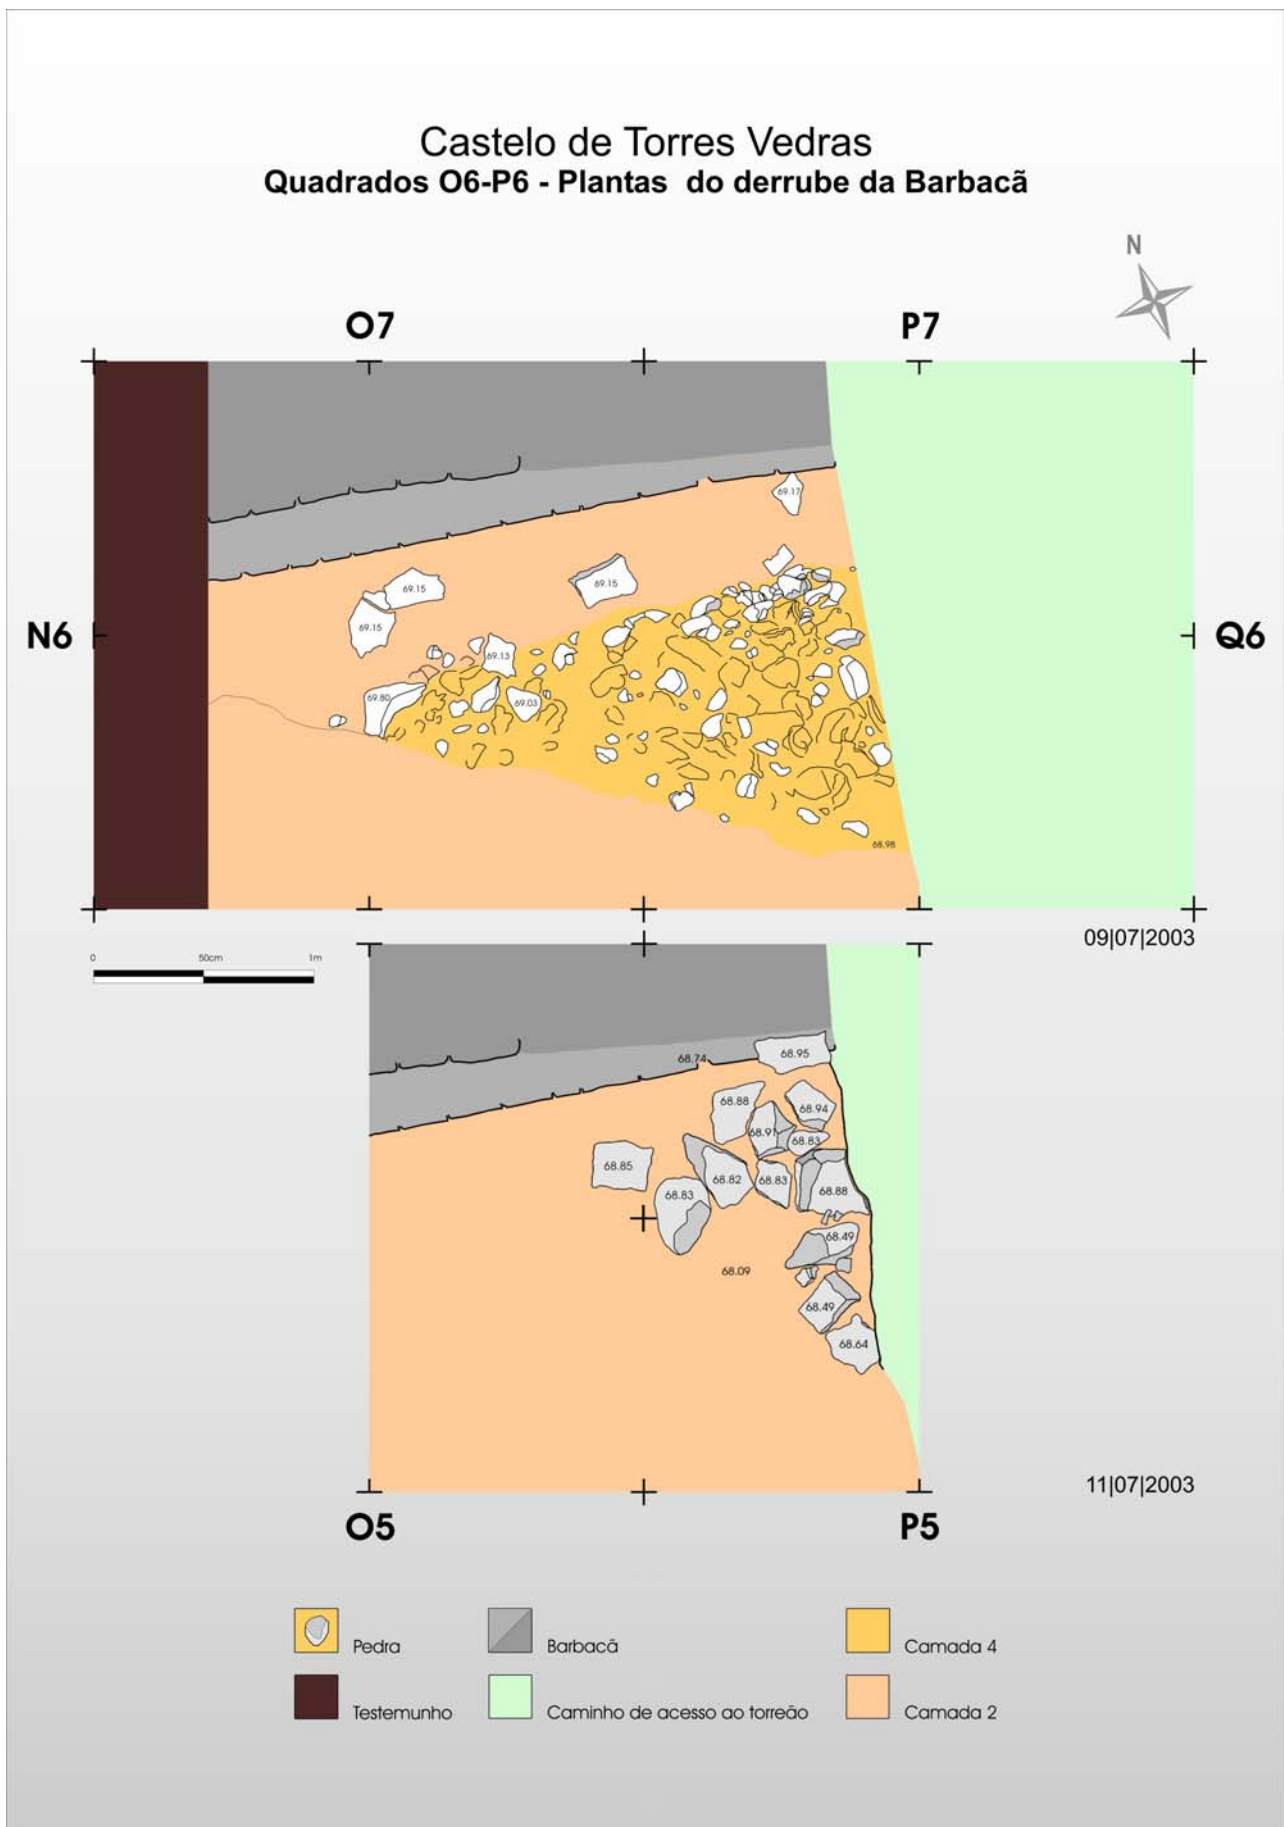 Castelo de Torres Vedras
Quadrados O6-P6 - Plantas do derrube da Barbacã
N
O7 P7
69.17
69.15 69.15
69.15
N6 Q6
69.13
69.80 69.03
68.98
09|07|2003
0 50cm 1m
68.74 68.95
68.88 68.94
68.91 68.83
68.85 68.82 68.83 68.88
68.83
68.49
68.09
68.49
68.64
11|07|2003
O5 P5
Pedra Barbacã Camada 4
Testemunho Caminho de acesso ao torreão Camada 2